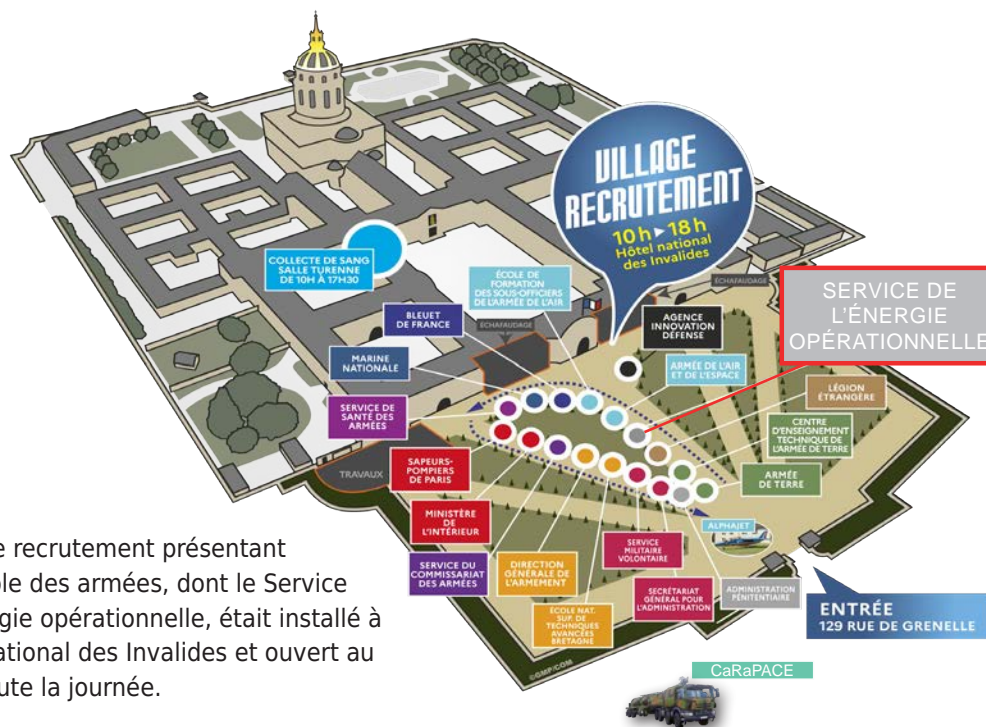 VILLAGE
RECRUTEMENT
10h ▸ 18h
Hôtel national
des Invalides
COLLECTE DE SANG
SALLE TURENNE
DE 10H À 17H30
ÉCOLE DE
FORMATION
DES SOUS-OFFICIERS
DE L'ARMÉE DE L'AIR
ÉCHAFAUDAGE
SERVICE DE
L'ÉNERGIE
OPÉRATIONNELLE
BLEUET
DE FRANCE
ÉCHAFAUDAGE
AGENCE
INNOVATION
DÉFENSE
MARINE
NATIONALE
ARMÉE DE L'AIR
ET DE L'ESPACE
LÉGION
ÉTRANGÈRE
SERVICE DE
SANTÉ DES
ARMÉES
CENTRE
D'ENSEIGNEMENT
TECHNIQUE DE
L'ARMÉE DE TERRE
TRAVAUX
SAPEURS-
POMPIERS
DE PARIS
ARMÉE
DE TERRE
MINISTÈRE
DE
L'INTÉRIEUR
ALPHAJET
SERVICE DU
COMMISSARIAT
DES ARMÉES
DIRECTION
GÉNÉRALE DE
L'ARMEMENT
SERVICE
MILITAIRE
VOLONTAIRE
ÉCOLE NAT.
SUP. DE
TECHNIQUES
AVANCÉES
BRETAGNE
SECRÉTARIAT
GÉNÉRAL POUR
L'ADMINISTRATION
ADMINISTRATION
PÉNITENTIAIRE
ENTRÉE
129 RUE DE GRENELLE
©GMP/COM
CaRaPACE
e recrutement présentant
ble des armées, dont le Service
gie opérationnelle, était installé à
ational des Invalides et ouvert au
ute la journée.